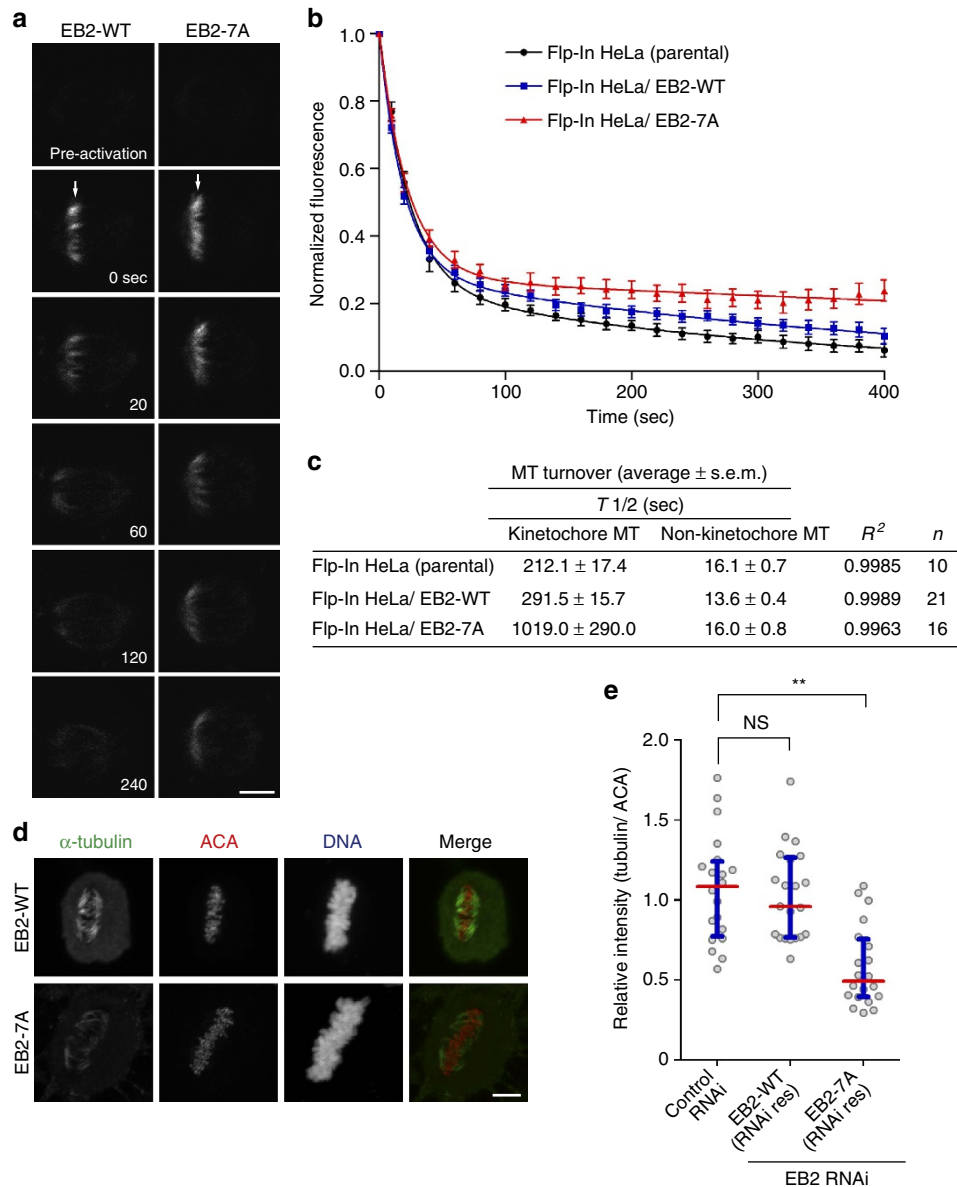 a
EB2-WT EB2-7A
Pre-activation
0 sec
20
60
120
240
b
1.0
0.8
0.6
0.4
0.2
0.0
Normalized fluorescence
0 100 200 300 400
Time (sec)
Flp-In HeLa (parental)
Flp-In HeLa/ EB2-WT
Flp-In HeLa/ EB2-7A
c
MT turnover (average ± s.e.m.)
T 1/2 (sec)
Kinetochore MT Non-kinetochore MT R² n
Flp-In HeLa (parental) 212.1 ± 17.4 16.1 ± 0.7 0.9985 10
Flp-In HeLa/ EB2-WT 291.5 ± 15.7 13.6 ± 0.4 0.9989 21
Flp-In HeLa/ EB2-7A 1019.0 ± 290.0 16.0 ± 0.8 0.9963 16
d
α-tubulin ACA DNA Merge
EB2-WT
EB2-7A
e
**
NS
2.0
1.5
1.0
0.5
0
Relative intensity (tubulin/ ACA)
Control
RNAi
EB2-WT
(RNAi res)
EB2-7A
(RNAi res)
EB2 RNAi